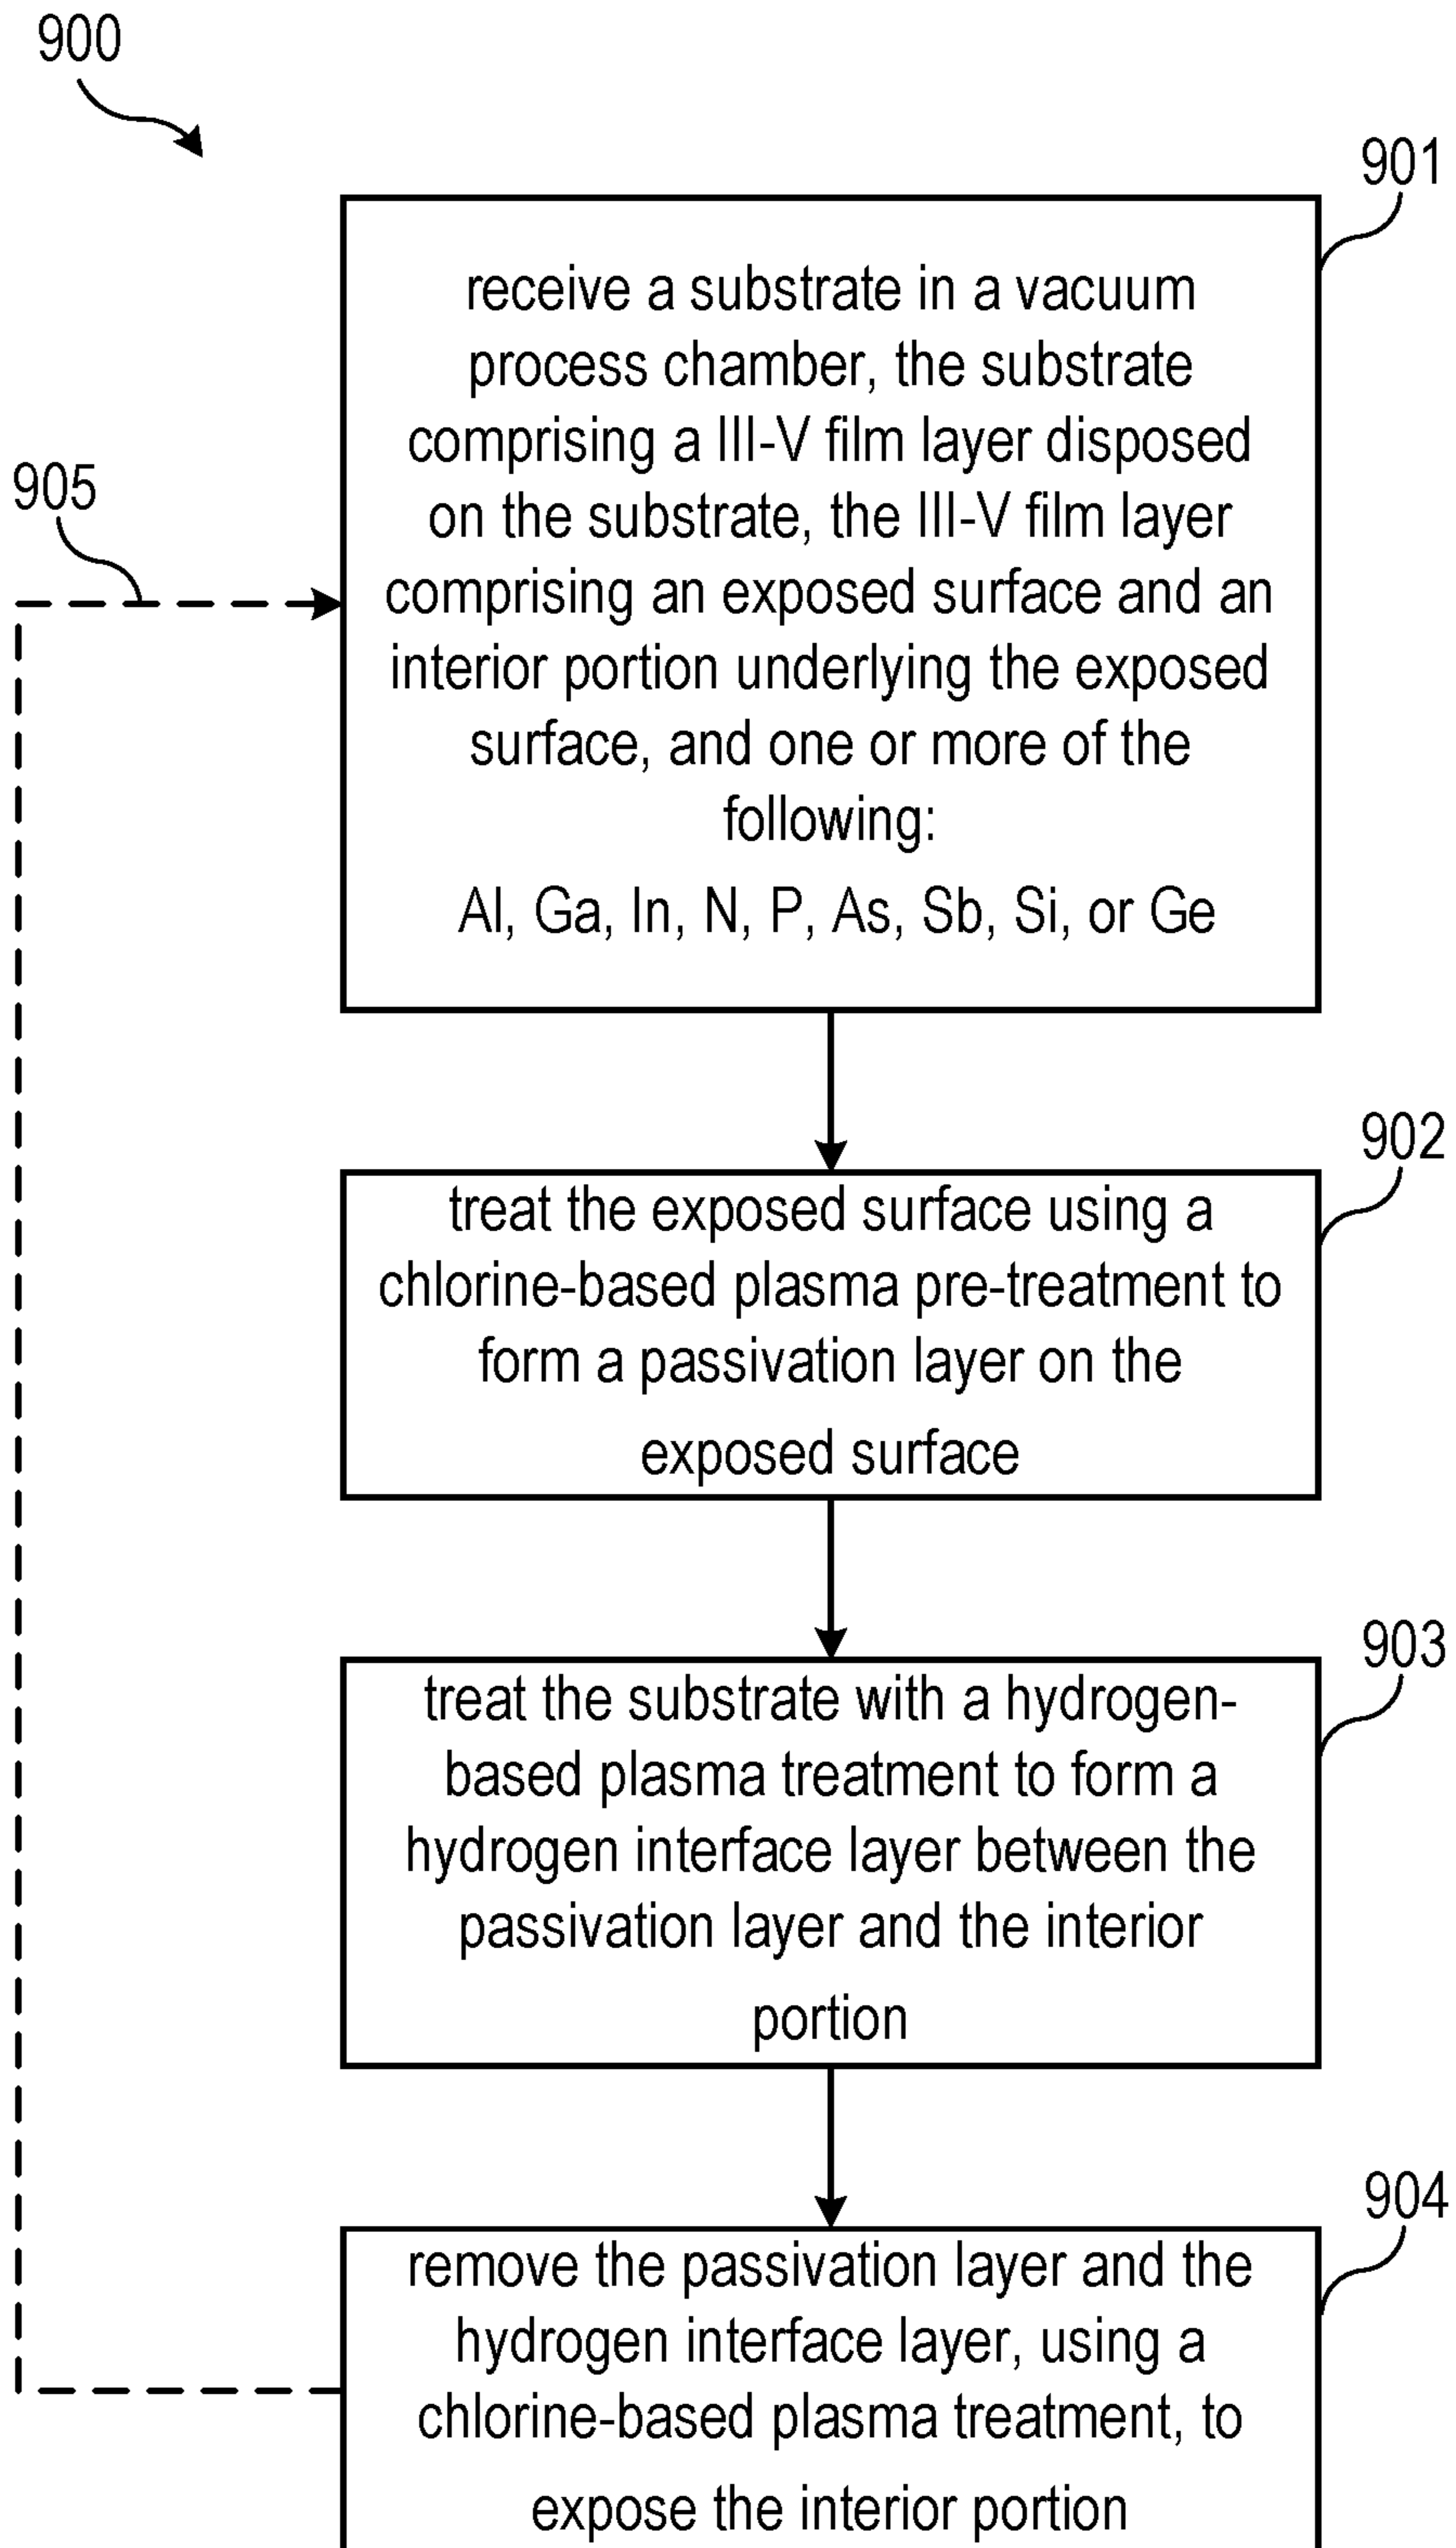 900
901
receive a substrate in a vacuum
process chamber, the substrate
comprising a III-V film layer disposed
on the substrate, the III-V film layer
comprising an exposed surface and an
interior portion underlying the exposed
surface, and one or more of the
following:
Al, Ga, In, N, P, As, Sb, Si, or Ge
905
902
treat the exposed surface using a
chlorine-based plasma pre-treatment to
form a passivation layer on the
exposed surface
903
treat the substrate with a hydrogen-
based plasma treatment to form a
hydrogen interface layer between the
passivation layer and the interior
portion
904
remove the passivation layer and the
hydrogen interface layer, using a
chlorine-based plasma treatment, to
expose the interior portion